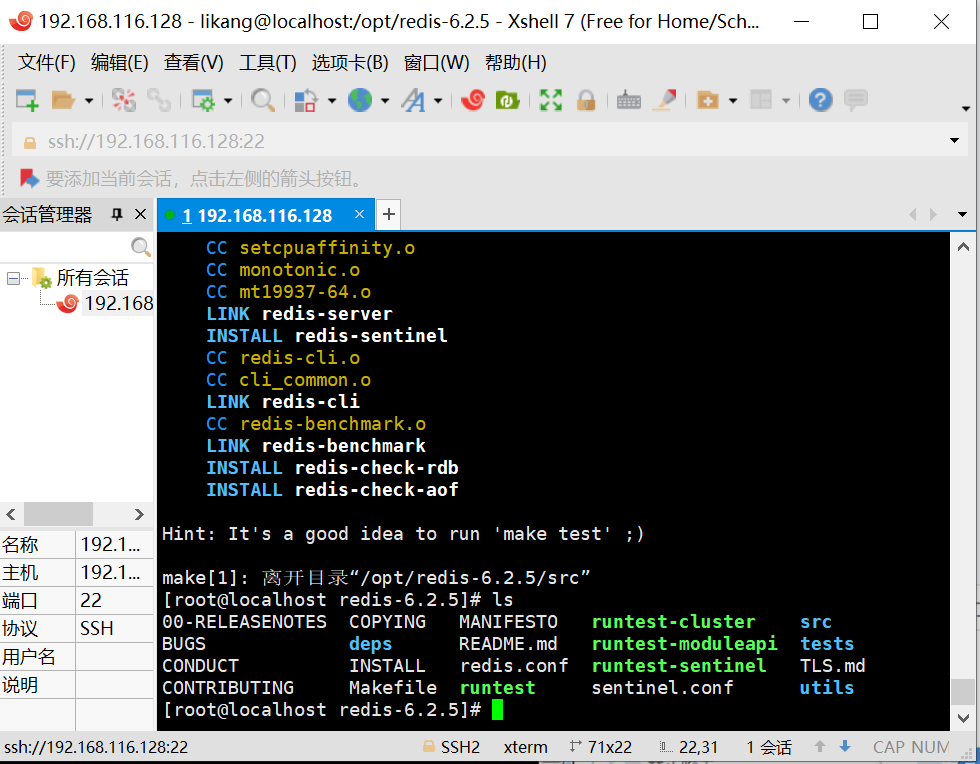 192.168.116.128 - likang@localhost:/opt/redis-6.2.5 - Xshell 7 (Free for Home/Sch...
文件(F) 编辑(E) 查看(V) 工具(T) 选项卡(B) 窗口(W) 帮助(H)
ssh://192.168.116.128:22
要添加当前会话，点击左侧的箭头按钮。
会话管理器
1 192.168.116.128
所有会话
192.168
名称 192.1...
主机 192.1...
端口 22
协议 SSH
用户名
说明
CC setcpuaffinity.o
CC monotonic.o
CC mt19937-64.o
LINK redis-server
INSTALL redis-sentinel
CC redis-cli.o
CC cli_common.o
LINK redis-cli
CC redis-benchmark.o
LINK redis-benchmark
INSTALL redis-check-rdb
INSTALL redis-check-aof
Hint: It's a good idea to run 'make test' ;)
make[1]: 离开目录“/opt/redis-6.2.5/src”
[root@localhost redis-6.2.5]# ls
00-RELEASENOTES COPYING MANIFESTO runtest-cluster src
BUGS deps README.md runtest-moduleapi tests
CONDUCT INSTALL redis.conf runtest-sentinel TLS.md
CONTRIBUTING Makefile runtest sentinel.conf utils
[root@localhost redis-6.2.5]#
ssh://192.168.116.128:22 SSH2 xterm 71x22 22,31 1 会话 CAP NUM